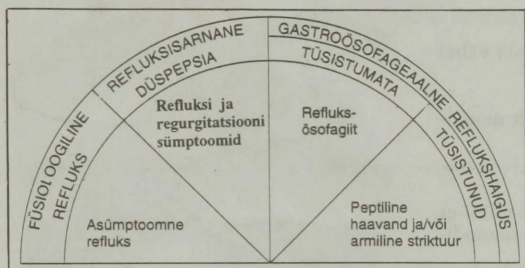 FÜSIOLOOGILINE
REFLUKS
REFLUKSISARNANE
DÜSPEPSIA
GASTROÖSOFAGEAALNE REFLUKSHAIGUS
TÜSISTUMATA
TÜSISTUNUD
Asümptoomne
refluks
Refluksi ja
regurgitatsiooni
sümptoomid
Refluks-
ösofagiit
Peptiline
haavand ja/või
armiline striktuur